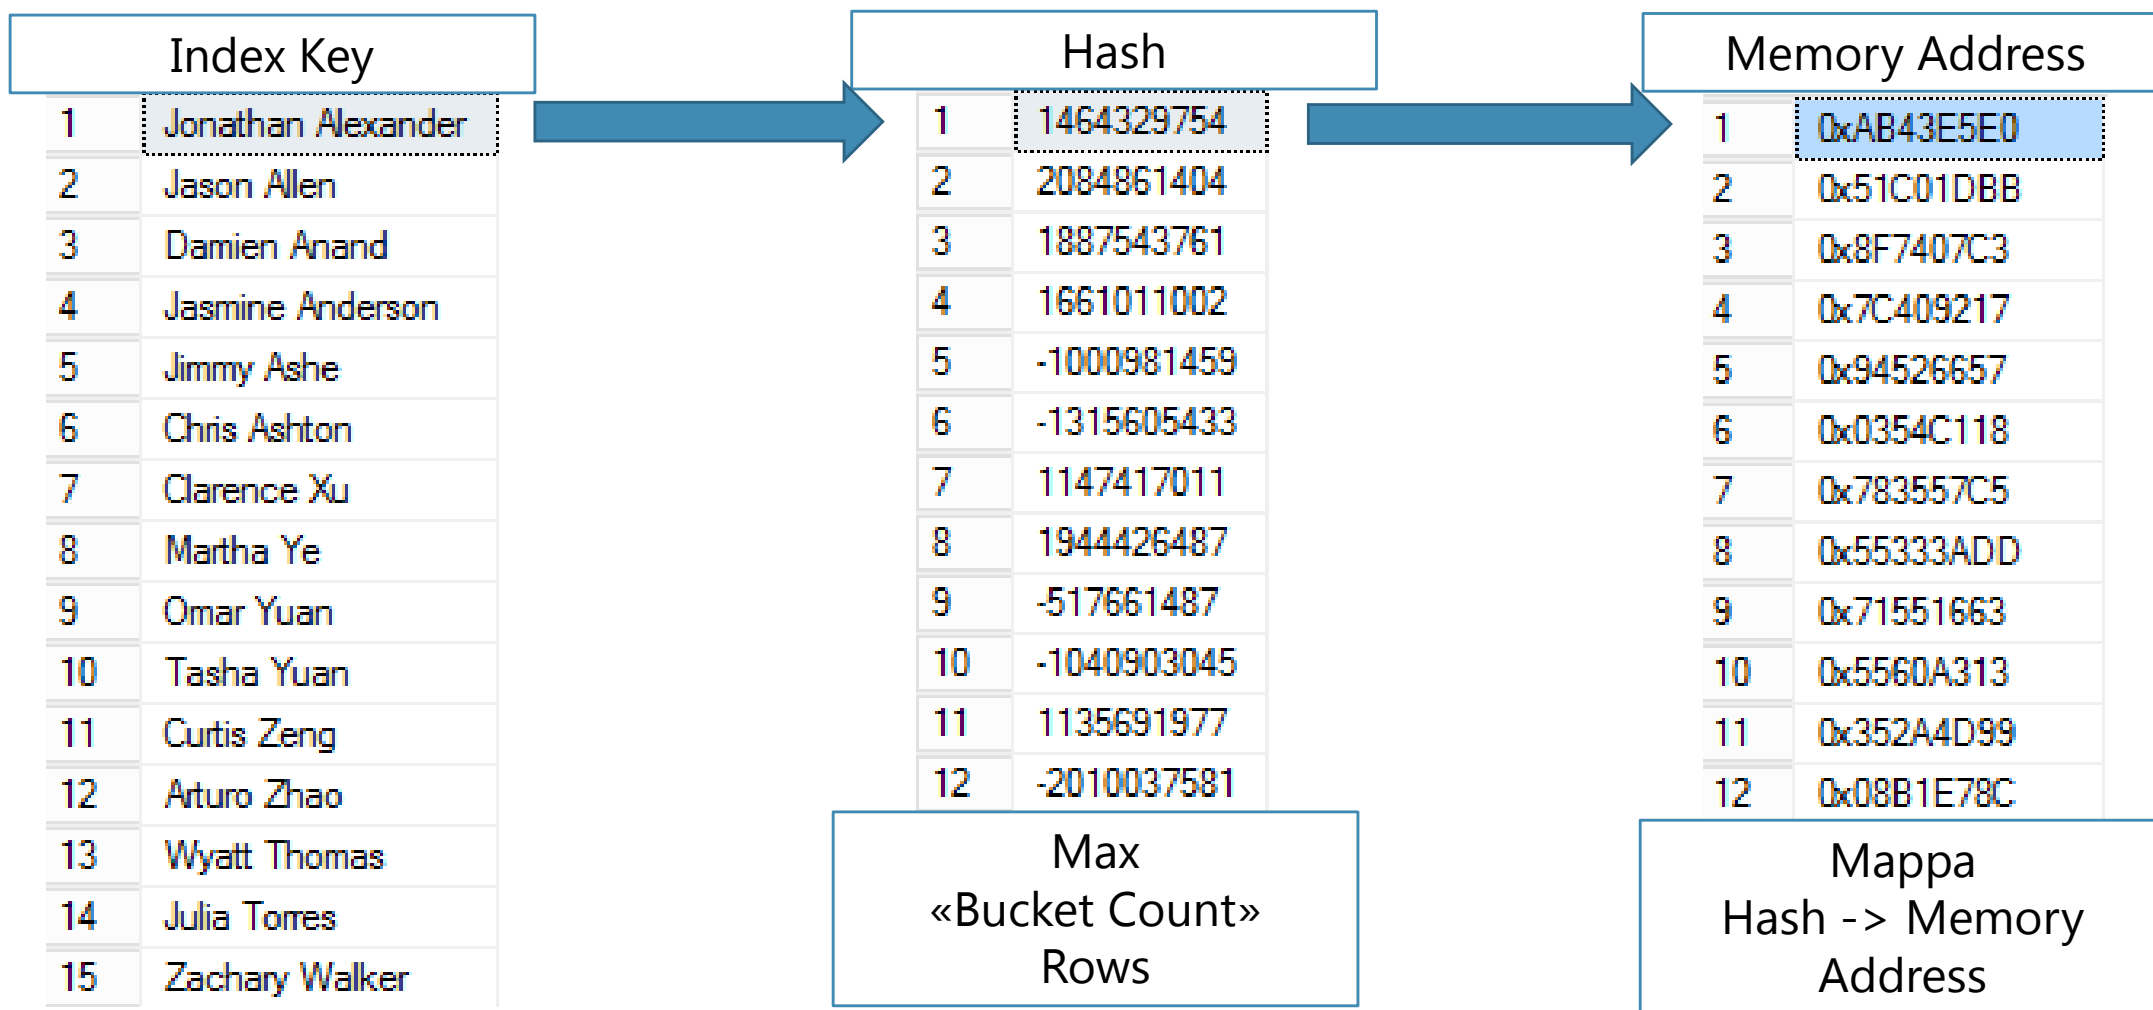 Index Key
1 Jonathan Alexander
2 Jason Allen
3 Damien Anand
4 Jasmine Anderson
5 Jimmy Ashe
6 Chris Ashton
7 Clarence Xu
8 Martha Ye
9 Omar Yuan
10 Tasha Yuan
11 Curtis Zeng
12 Arturo Zhao
13 Wyatt Thomas
14 Julia Torres
15 Zachary Walker
Hash
1 1464329754
2 2084861404
3 1887543761
4 1661011002
5 -1000981459
6 -1315605433
7 1147417011
8 1944426487
9 -517661487
10 -1040903045
11 1135691977
12 -2010037581
Max
«Bucket Count»
Rows
Memory Address
1 0xAB43E5E0
2 0x51C01DBB
3 0x8F7407C3
4 0x7C409217
5 0x94526657
6 0x0354C118
7 0x783557C5
8 0x55333ADD
9 0x71551663
10 0x5560A313
11 0x352A4D99
12 0x08B1E78C
Mappa
Hash -> Memory
Address